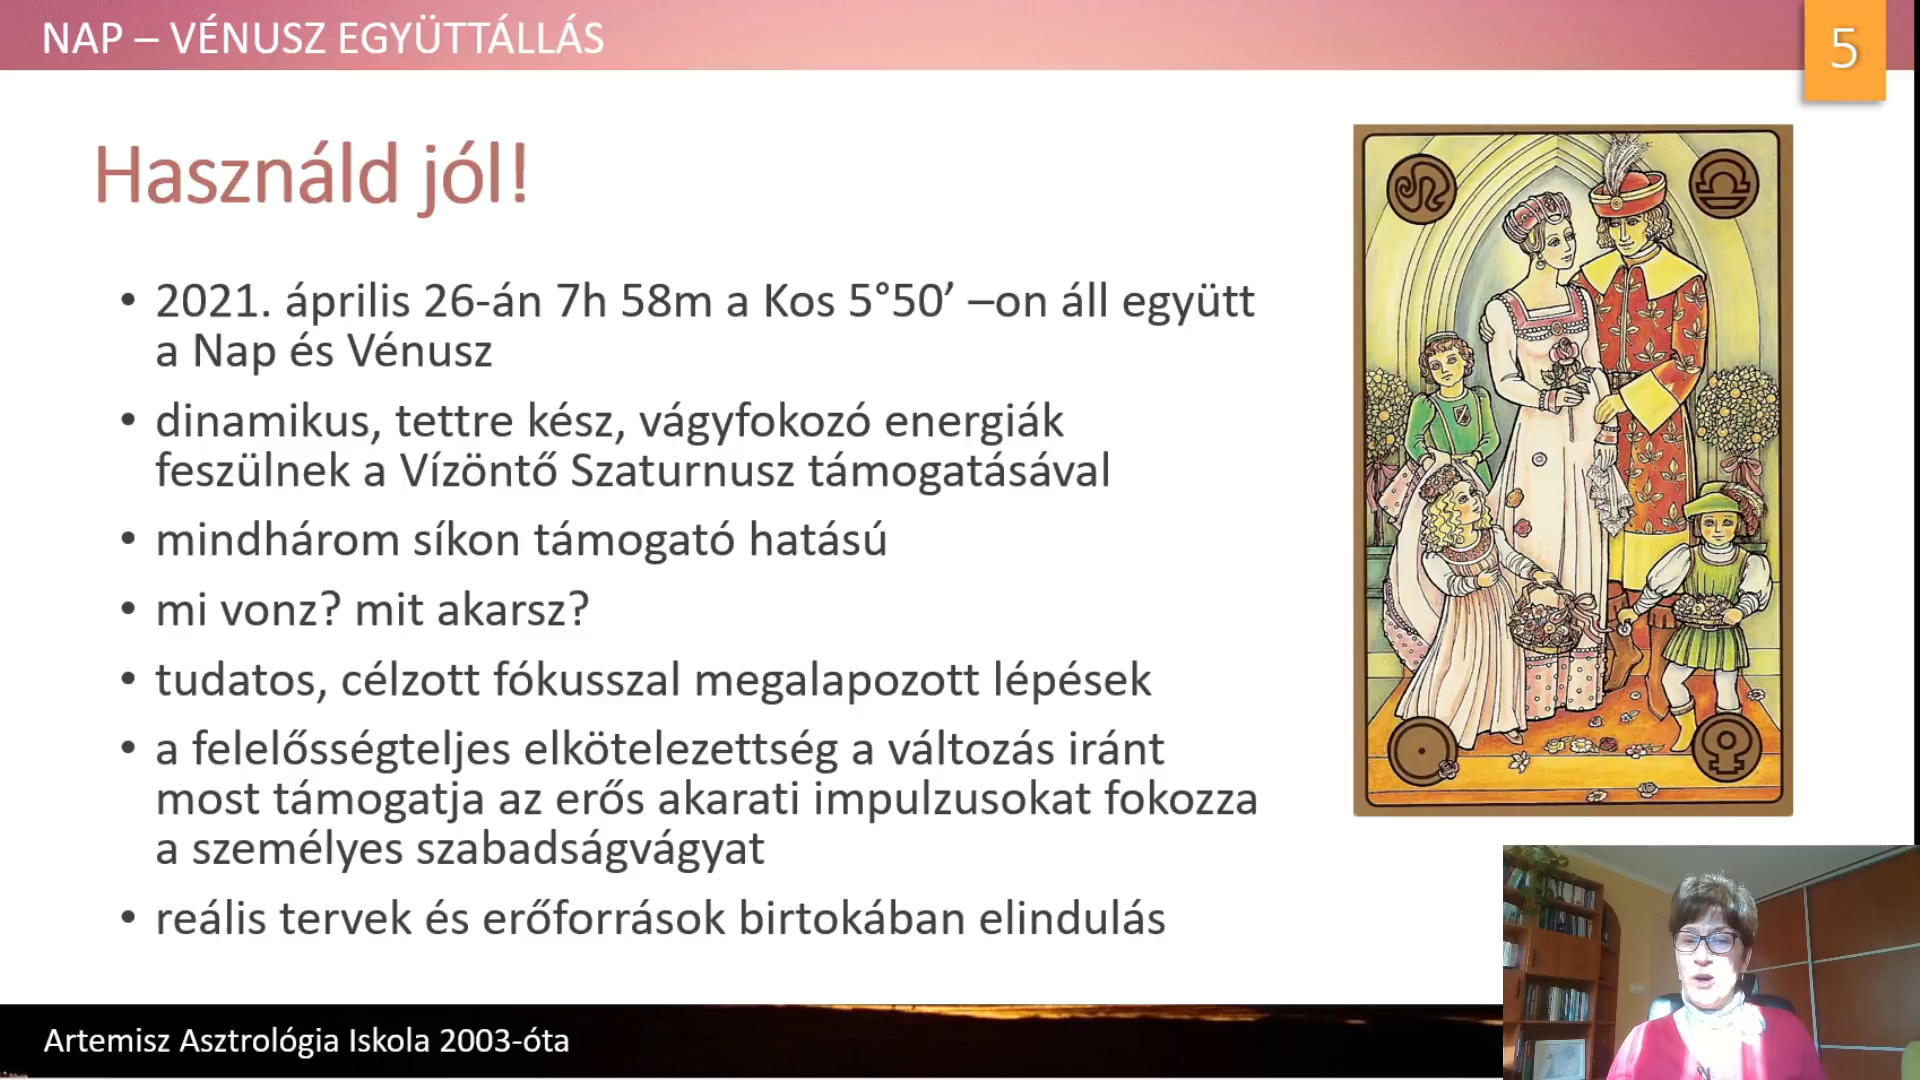 NAP – VÉNUSZ EGYÜTTÁLLÁS
5
Használd jól!
• 2021. április 26-án 7h 58m a Kos 5°50’ –on áll együtt
a Nap és Vénusz
• dinamikus, tettre kész, vágyfokozó energiák
feszülnek a Vízöntő Szaturnusz támogatásával
• mindhárom síkon támogató hatású
• mi vonz? mit akarsz?
• tudatos, célzott fókusszal megalapozott lépések
• a felelősségteljes elkötelezettség a változás iránt
most támogatja az erős akarati impulzusokat fokozza
a személyes szabadságvágyat
• reális tervek és erőforrások birtokában elindulás
Artemisz Asztrológia Iskola 2003-óta